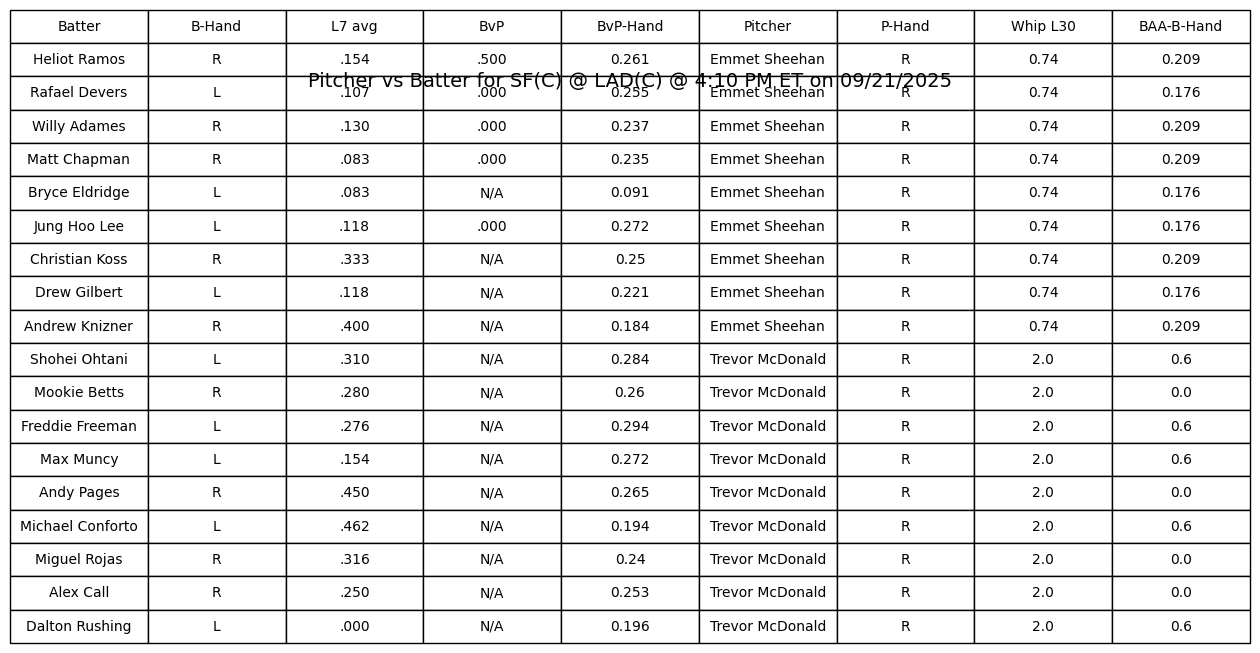 Batter B-Hand L7 avg BvP BvP-Hand Pitcher P-Hand Whip L30 BAA-B-Hand
Heliot Ramos R .154 .500 0.261 Emmet Sheehan R 0.74 0.209
Pitcher vs Batter for SF(C) @ LAD(C) @ 4:10 PM ET on 09/21/2025
Rafael Devers L .107 .000 0.255 Emmet Sheehan R 0.74 0.176
Willy Adames R .130 .000 0.237 Emmet Sheehan R 0.74 0.209
Matt Chapman R .083 .000 0.235 Emmet Sheehan R 0.74 0.209
Bryce Eldridge L .083 N/A 0.091 Emmet Sheehan R 0.74 0.176
Jung Hoo Lee L .118 .000 0.272 Emmet Sheehan R 0.74 0.176
Christian Koss R .333 N/A 0.25 Emmet Sheehan R 0.74 0.209
Drew Gilbert L .118 N/A 0.221 Emmet Sheehan R 0.74 0.176
Andrew Knizner R .400 N/A 0.184 Emmet Sheehan R 0.74 0.209
Shohei Ohtani L .310 N/A 0.284 Trevor McDonald R 2.0 0.6
Mookie Betts R .280 N/A 0.26 Trevor McDonald R 2.0 0.0
Freddie Freeman L .276 N/A 0.294 Trevor McDonald R 2.0 0.6
Max Muncy L .154 N/A 0.272 Trevor McDonald R 2.0 0.6
Andy Pages R .450 N/A 0.265 Trevor McDonald R 2.0 0.0
Michael Conforto L .462 N/A 0.194 Trevor McDonald R 2.0 0.6
Miguel Rojas R .316 N/A 0.24 Trevor McDonald R 2.0 0.0
Alex Call R .250 N/A 0.253 Trevor McDonald R 2.0 0.0
Dalton Rushing L .000 N/A 0.196 Trevor McDonald R 2.0 0.6